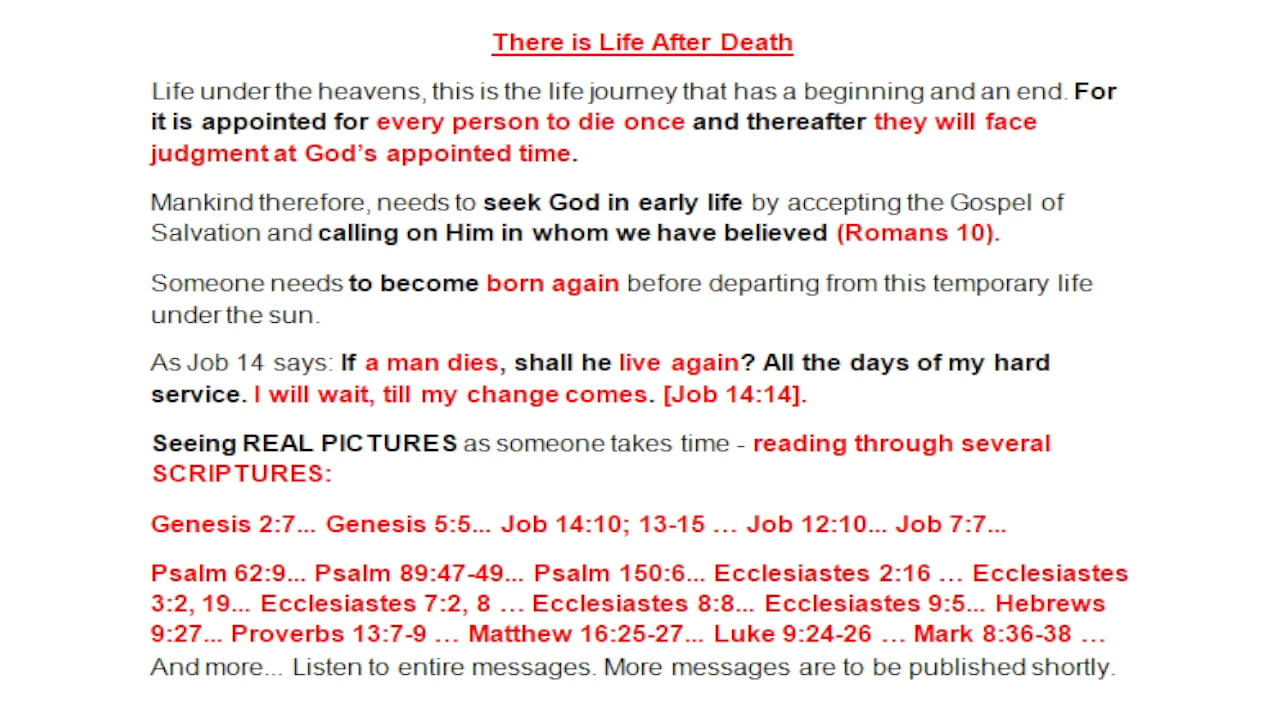 There is Life After Death
Life under the heavens, this is the life journey that has a beginning and an end. For
it is appointed for every person to die once and thereafter they will face
judgment at God’s appointed time.
Mankind therefore, needs to seek God in early life by accepting the Gospel of
Salvation and calling on Him in whom we have believed (Romans 10).
Someone needs to become born again before departing from this temporary life
under the sun.
As Job 14 says: If a man dies, shall he live again? All the days of my hard
service. I will wait, till my change comes. [Job 14:14].
Seeing REAL PICTURES as someone takes time - reading through several
SCRIPTURES:
Genesis 2:7... Genesis 5:5... Job 14:10; 13-15 … Job 12:10... Job 7:7...
Psalm 62:9... Psalm 89:47-49... Psalm 150:6... Ecclesiastes 2:16 … Ecclesiastes
3:2, 19... Ecclesiastes 7:2, 8 … Ecclesiastes 8:8... Ecclesiastes 9:5... Hebrews
9:27... Proverbs 13:7-9 … Matthew 16:25-27... Luke 9:24-26 … Mark 8:36-38 …
And more... Listen to entire messages. More messages are to be published shortly.